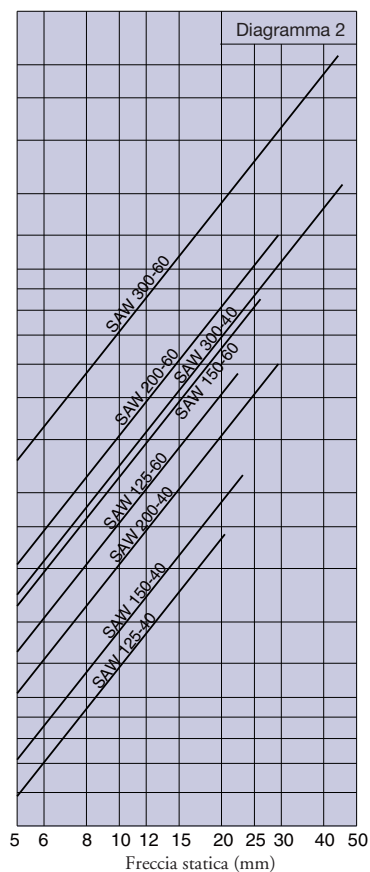 Diagramma 2
SAW 300-60
SAW 200-60
SAW 300-40
SAW 150-60
SAW 125-60
SAW 200-40
SAW 150-40
SAW 125-40
5 6 8 10 12 15 20 25 30 40 50
Freccia statica (mm)